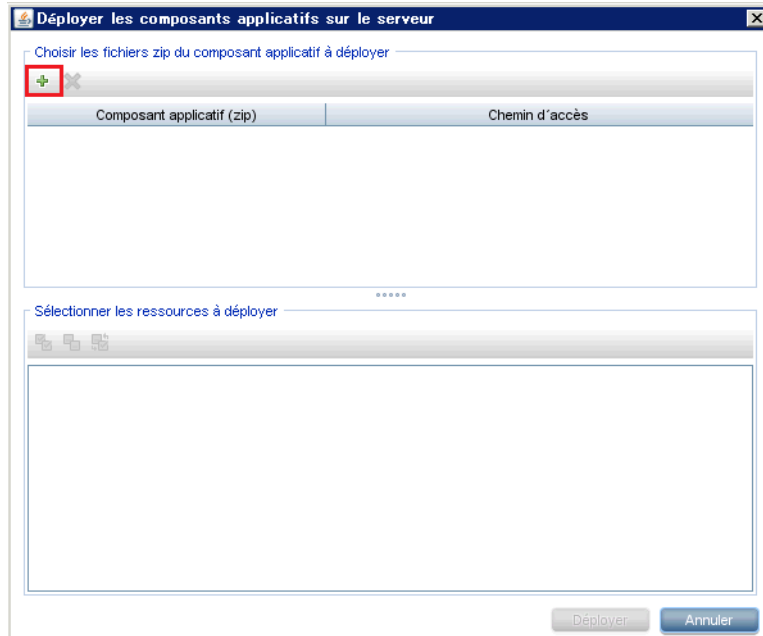 Déployer les composants applicatifs sur le serveur
Choisir les fichiers zip du composant applicatif à déployer
Composant applicatif (zip) Chemin d´accès
Sélectionner les ressources à déployer
Déployer Annuler